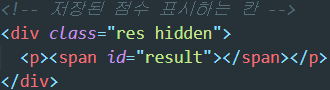 <!-- 저장된 점수 표시하는 칸 -->
<div class="res hidden">
<p><span id="result"></span></p>
</div>